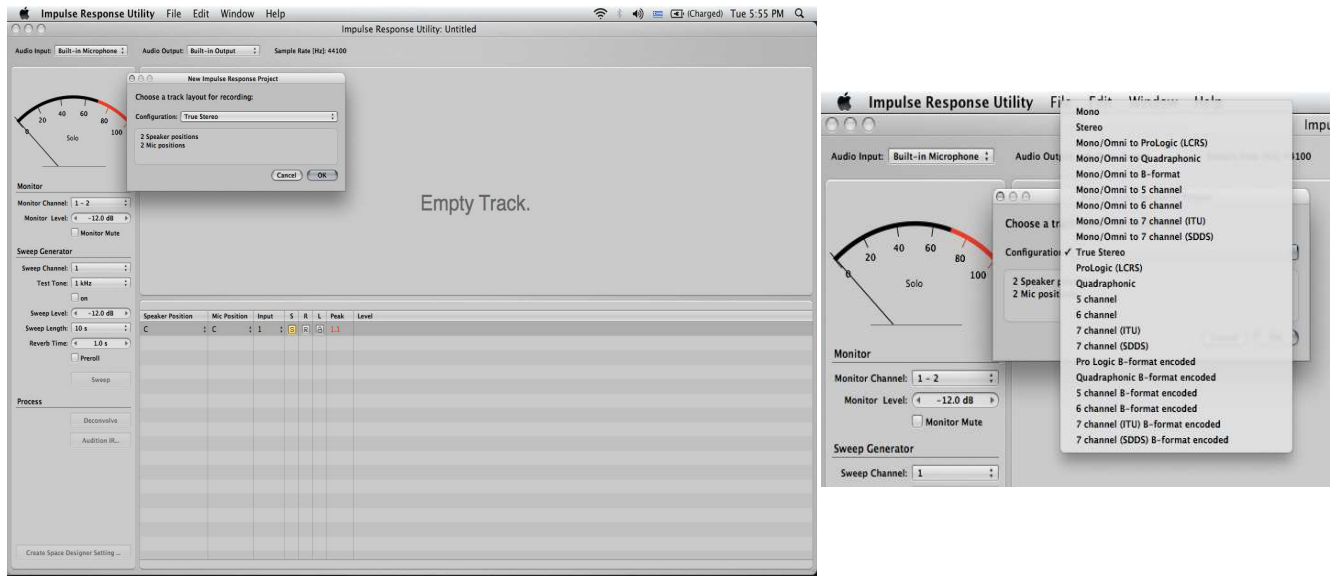 Impulse Response Utility File Edit Window Help (Charged) Tue 5:55 PM
Impulse Response Utility: Untitled
Audio Input: Built-in Microphone Audio Output: Built-in Output Sample Rate [Hz]: 44100
New Impulse Response Project
Choose a track layout for recording:
Configuration: True Stereo
2 Speaker positions
2 Mic positions
Cancel OK
0 20 40 60 80 100
Solo
Empty Track.
Monitor
Monitor Channel: 1 - 2
Monitor Level: -12.0 dB
Monitor Mute
Sweep Generator
Sweep Channel: 1
Test Tone: 1 kHz
on
Sweep Level: -12.0 dB
Sweep Length: 10 s
Reverb Time: 1.0 s
Preroll
Sweep
Process
Deconvolve
Audition IR...
Create Space Designer Setting ...
Speaker Position Mic Position Input S R L Peak Level
C C 1 S R 1.1
Impulse Response Utility File Edit Window Help
Impu
Audio Input: Built-in Microphone Audio Out
100
Choose a tr
Configuration
2 Speaker p
2 Mic posit
0 20 40 60 80 100
Solo
Monitor
Monitor Channel: 1 - 2
Monitor Level: -12.0 dB
Monitor Mute
Sweep Generator
Sweep Channel: 1
Mono
Stereo
Mono/Omni to ProLogic (LCRS)
Mono/Omni to Quadraphonic
Mono/Omni to B-format
Mono/Omni to 5 channel
Mono/Omni to 6 channel
Mono/Omni to 7 channel (ITU)
Mono/Omni to 7 channel (SDDS)
✓ True Stereo
ProLogic (LCRS)
Quadraphonic
5 channel
6 channel
7 channel (ITU)
7 channel (SDDS)
Pro Logic B-format encoded
Quadraphonic B-format encoded
5 channel B-format encoded
6 channel B-format encoded
7 channel (ITU) B-format encoded
7 channel (SDDS) B-format encoded